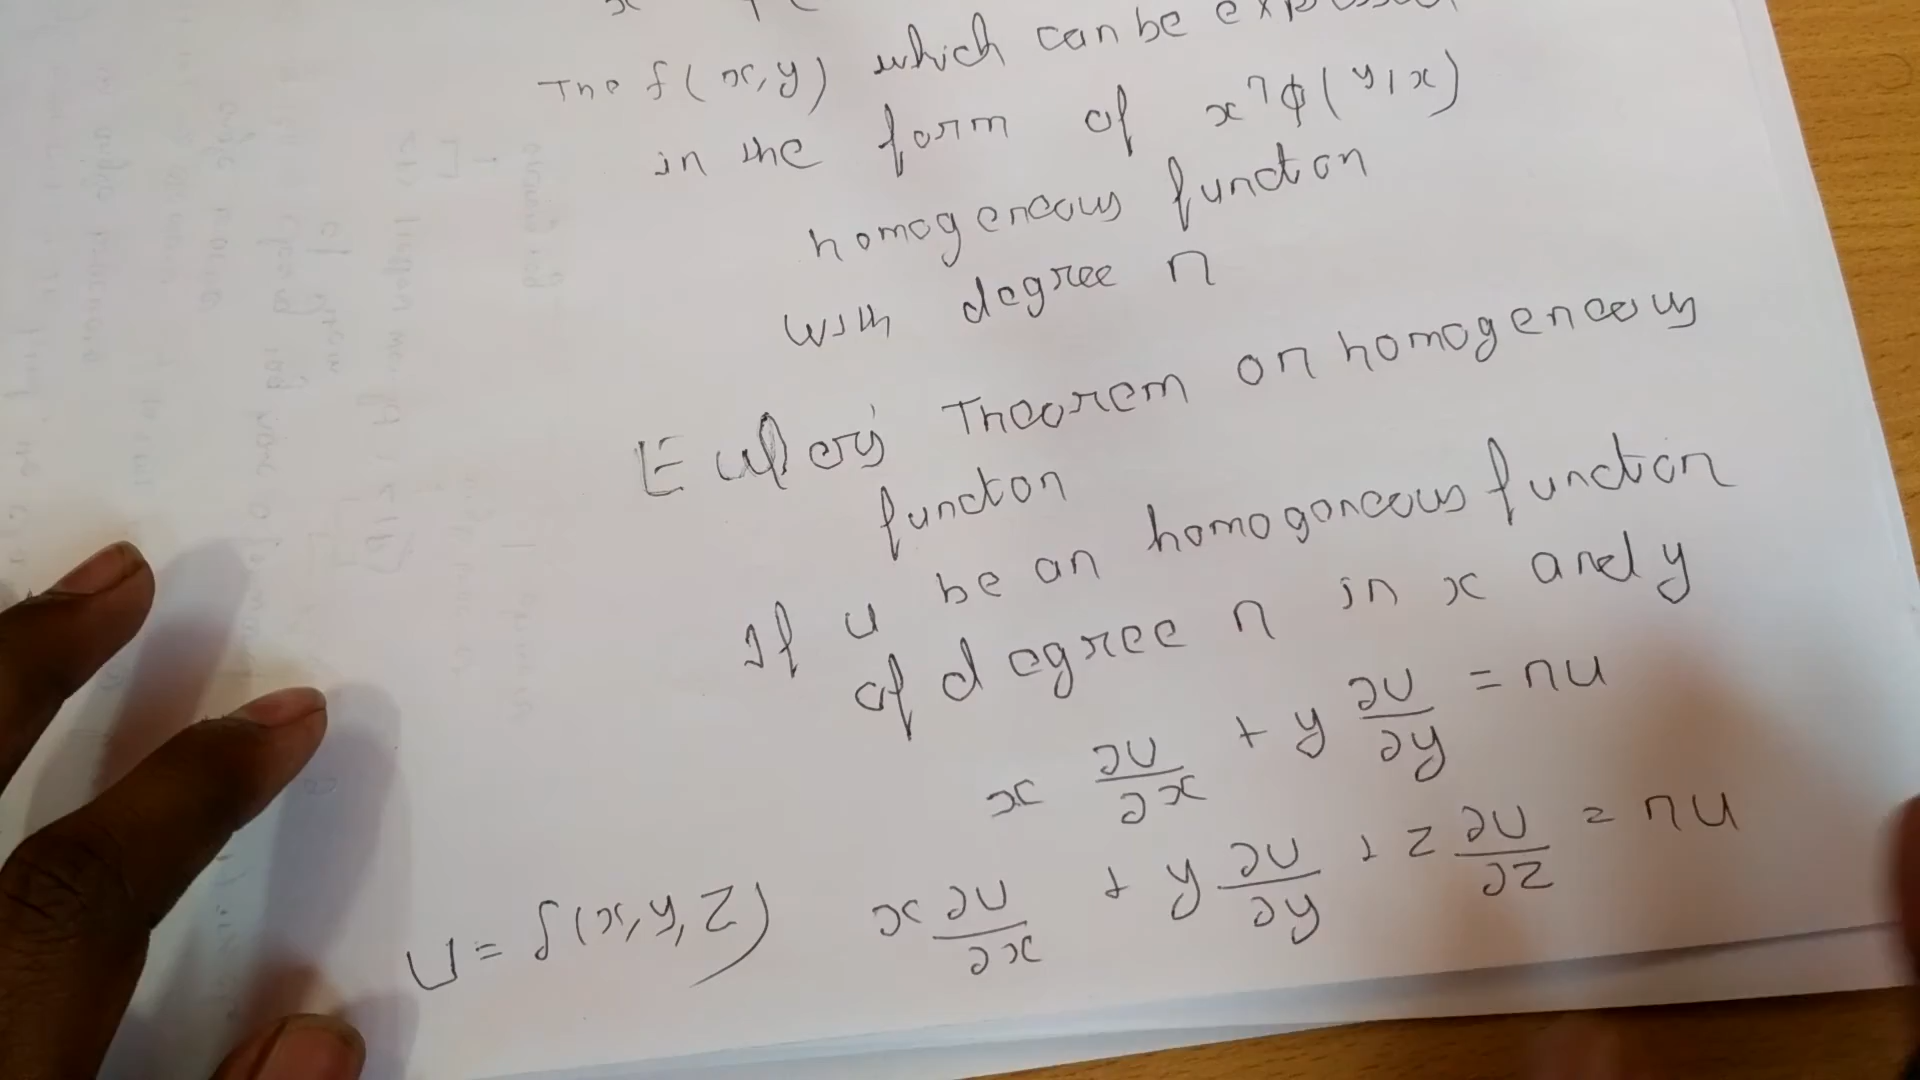 The f(x,y) which can be
in the form of xⁿ ϕ(y/x)
homogeneous function
with degree n
Euler's Theorem on homogeneous
function
If u be an homogeneous function
of degree n in x and y
x ∂u/∂x + y ∂u/∂y = nu
u = f(x,y,z) x ∂u/∂x + y ∂u/∂y + z ∂u/∂z = nu